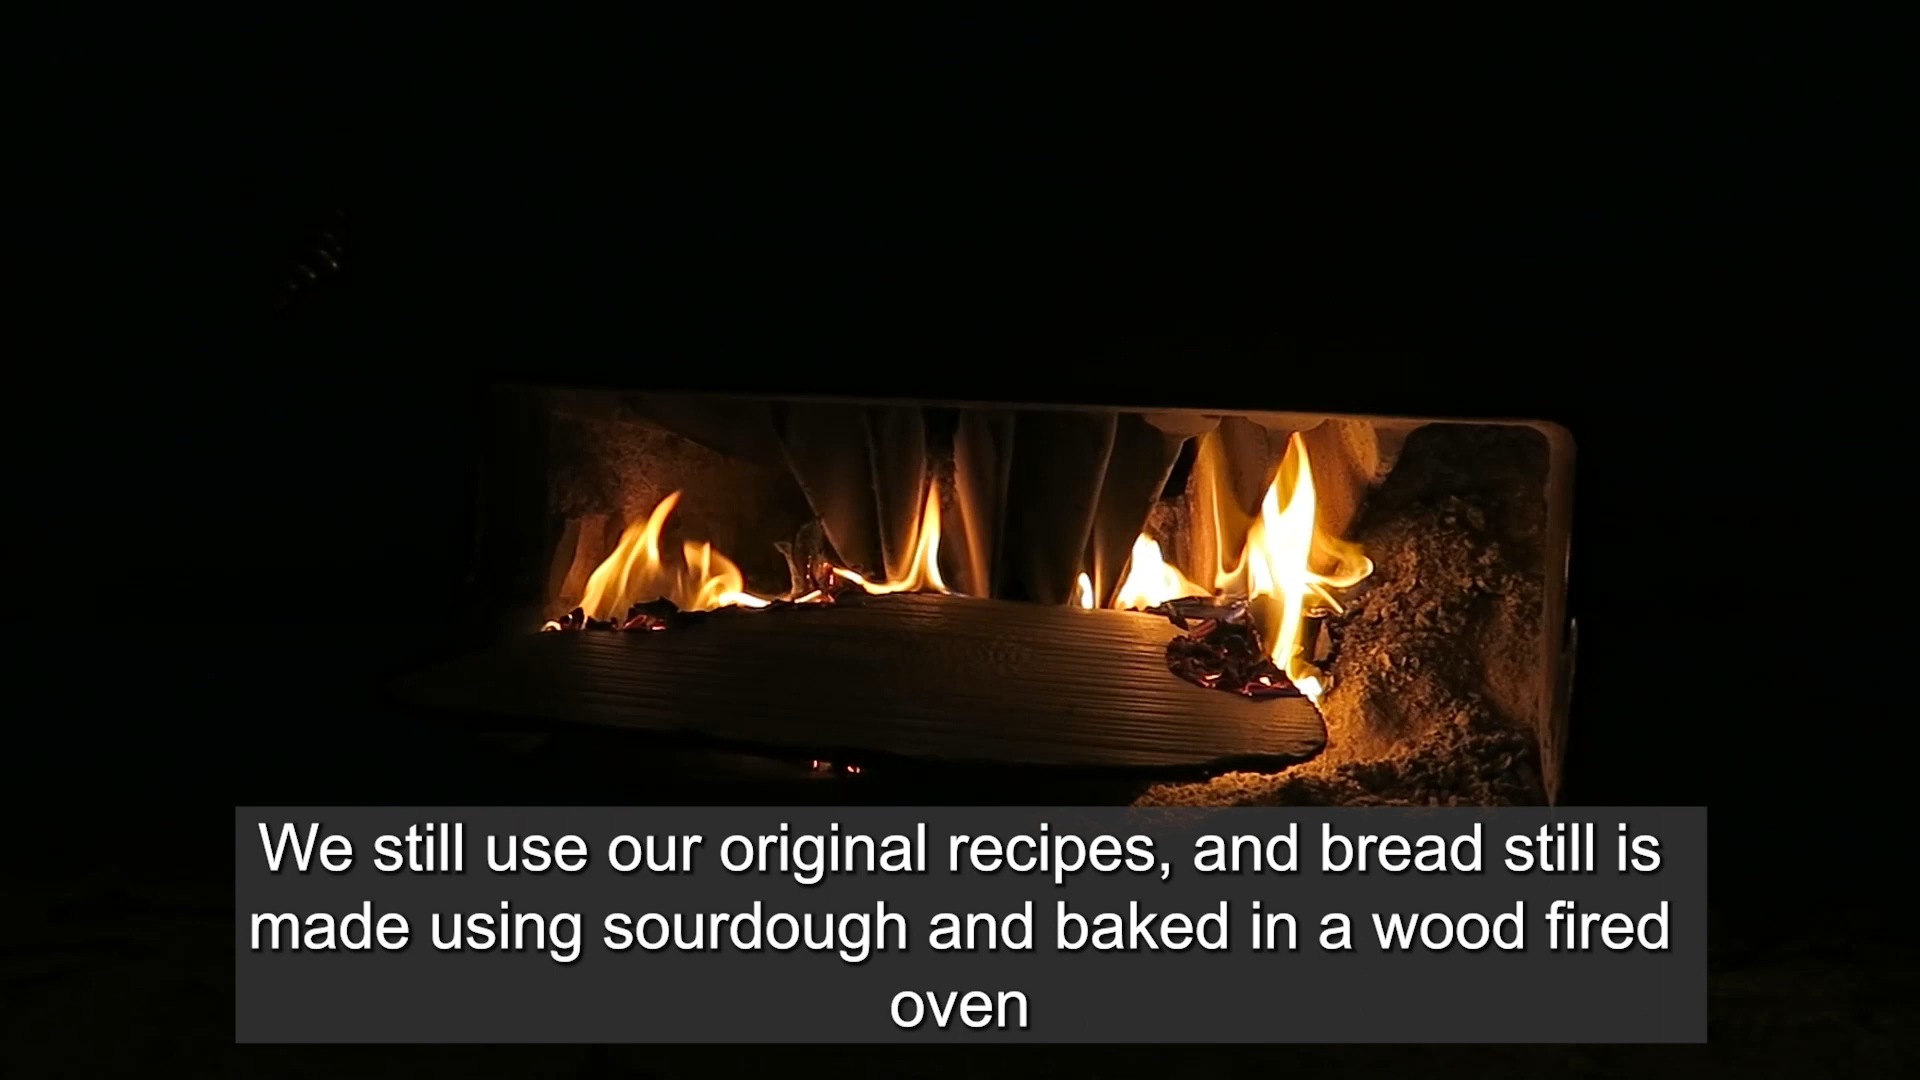 We still use our original recipes, and bread still is
made using sourdough and baked in a wood fired
oven